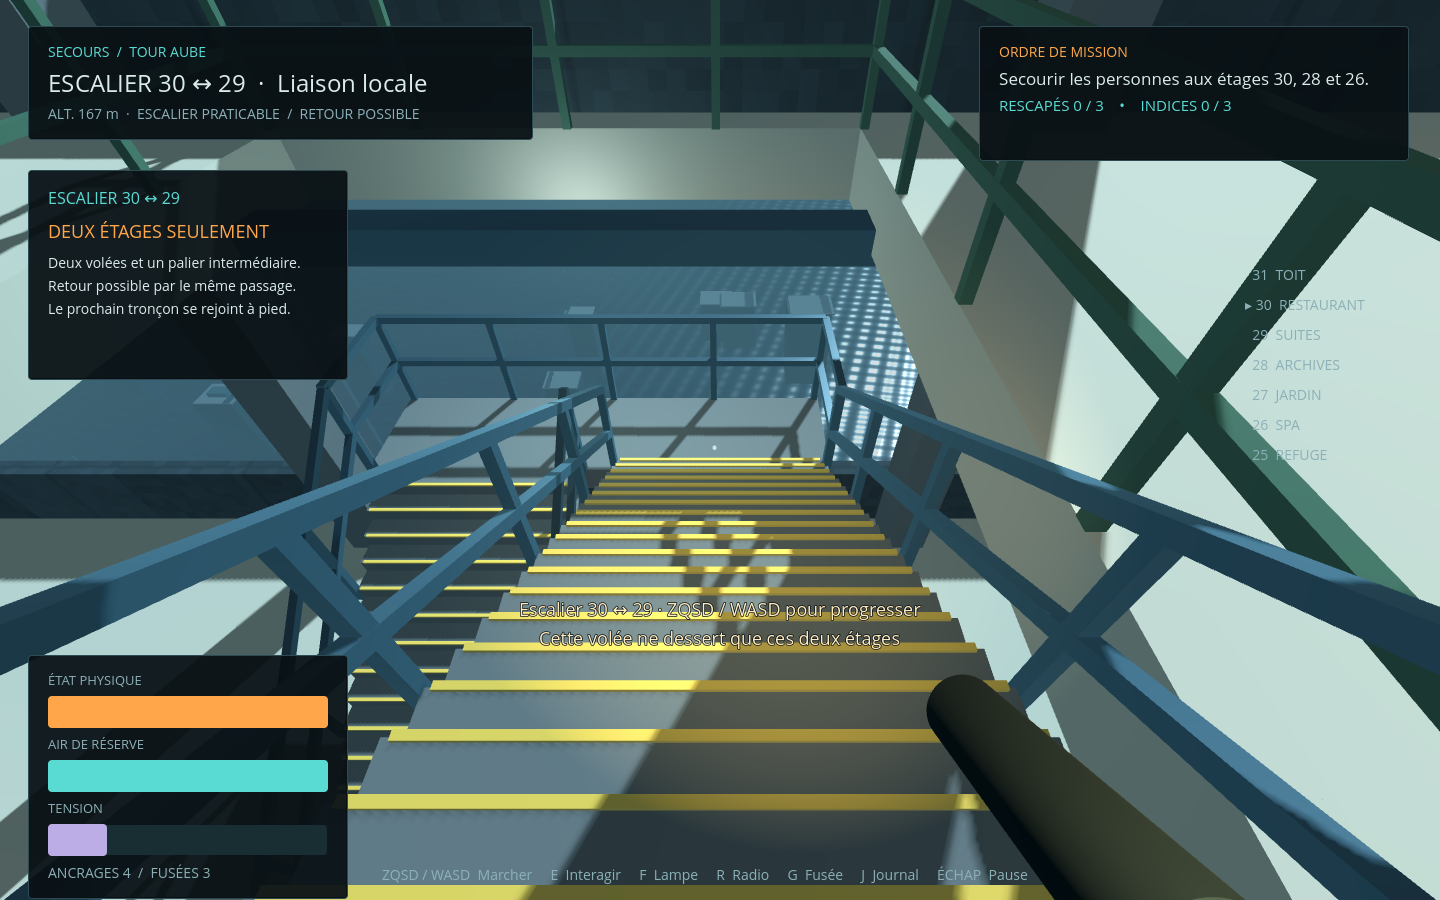 SECOURS / TOUR AUBE
ESCALIER 30 ↔ 29 · Liaison locale
ALT. 167 m · ESCALIER PRATICABLE / RETOUR POSSIBLE
ORDRE DE MISSION
Secourir les personnes aux étages 30, 28 et 26.
RESCAPÉS 0 / 3 • INDICES 0 / 3
ESCALIER 30 ↔ 29
DEUX ÉTAGES SEULEMENT
Deux volées et un palier intermédiaire.
Retour possible par le même passage.
Le prochain tronçon se rejoint à pied.
31 TOIT
▸ 30 RESTAURANT
29 SUITES
28 ARCHIVES
27 JARDIN
26 SPA
25 REFUGE
Escalier 30 ↔ 29 · ZQSD / WASD pour progresser
Cette volée ne dessert que ces deux étages
ÉTAT PHYSIQUE
AIR DE RÉSERVE
TENSION
ANCRAGES 4 / FUSÉES 3
ZQSD / WASD Marcher E Interagir F Lampe R Radio G Fusée J Journal ÉCHAP Pause